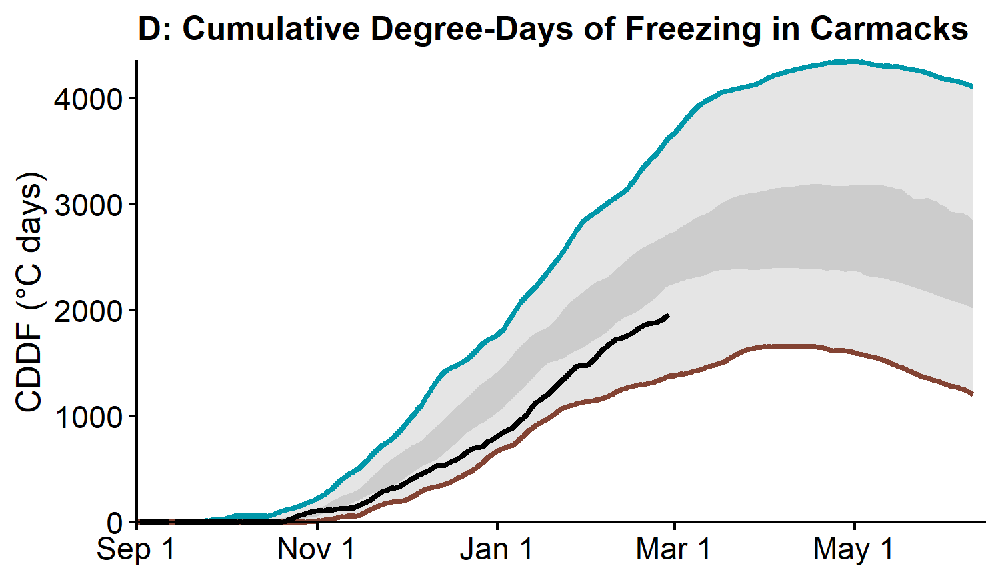 D: Cumulative Degree-Days of Freezing in Carmacks
CDDF (°C days)
4000
3000
2000
1000
0
Sep 1 Nov 1 Jan 1 Mar 1 May 1